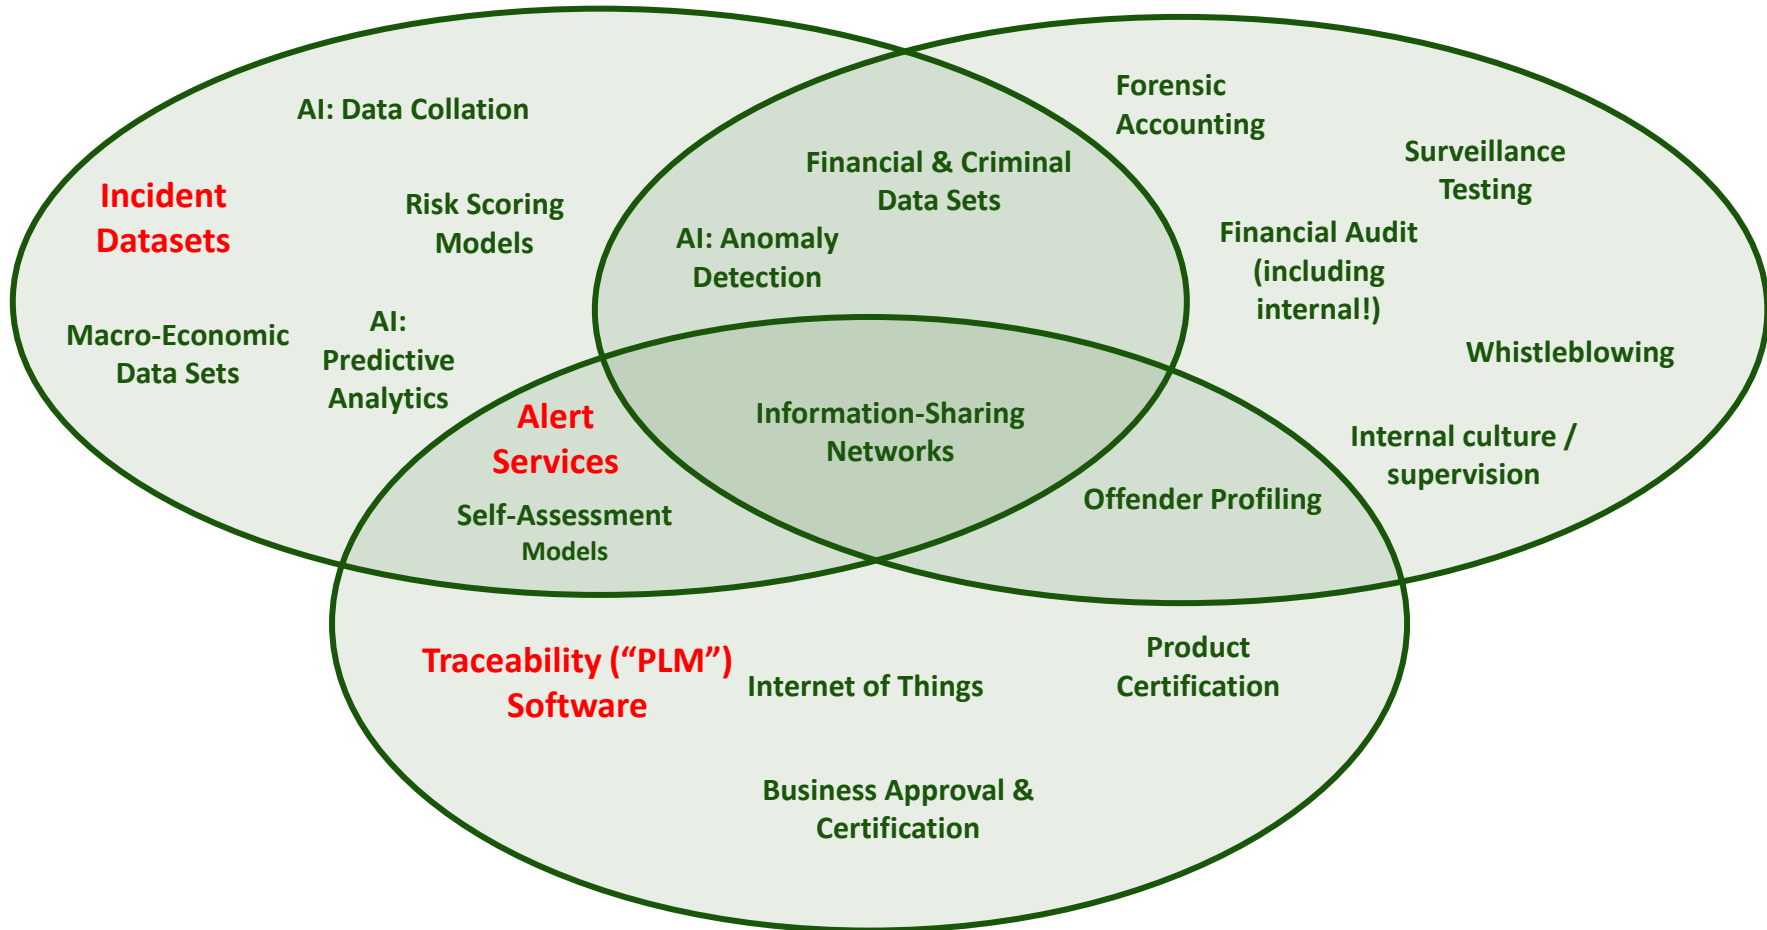 AI: Data Collation
Incident
Datasets
Risk Scoring
Models
Macro-Economic
Data Sets
AI:
Predictive
Analytics
Financial & Criminal
Data Sets
AI: Anomaly
Detection
Forensic
Accounting
Surveillance
Testing
Financial Audit
(including
internal!)
Whistleblowing
Internal culture /
supervision
Alert
Services
Self-Assessment
Models
Information-Sharing
Networks
Offender Profiling
Traceability (“PLM”)
Software
Internet of Things
Product
Certification
Business Approval &
Certification